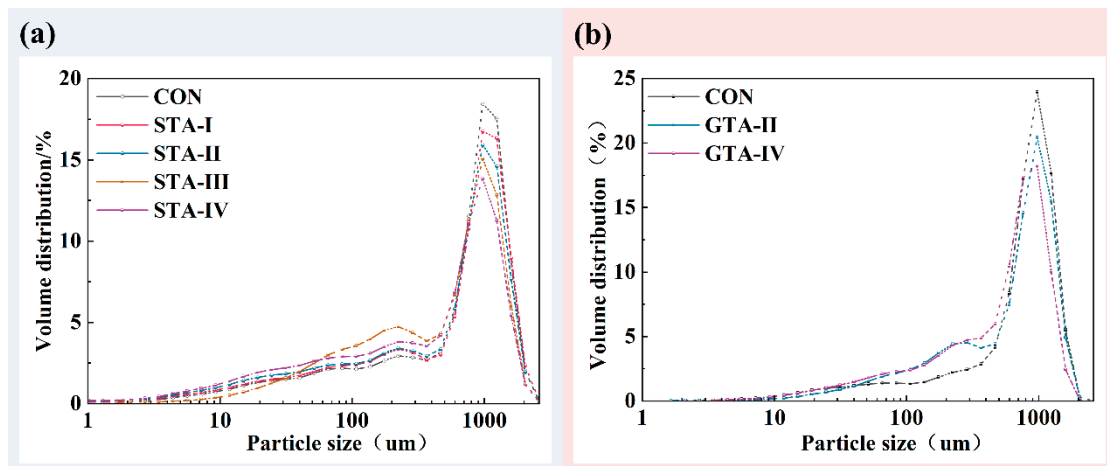 (a)
20
15
10
5
0
Volume distribution/%
CON
STA-I
STA-II
STA-III
STA-IV
1
10
100
1000
Particle size（um）
(b)
25
20
15
10
5
0
Volume distribution（%）
CON
GTA-II
GTA-IV
1
10
100
1000
Particle size（um）